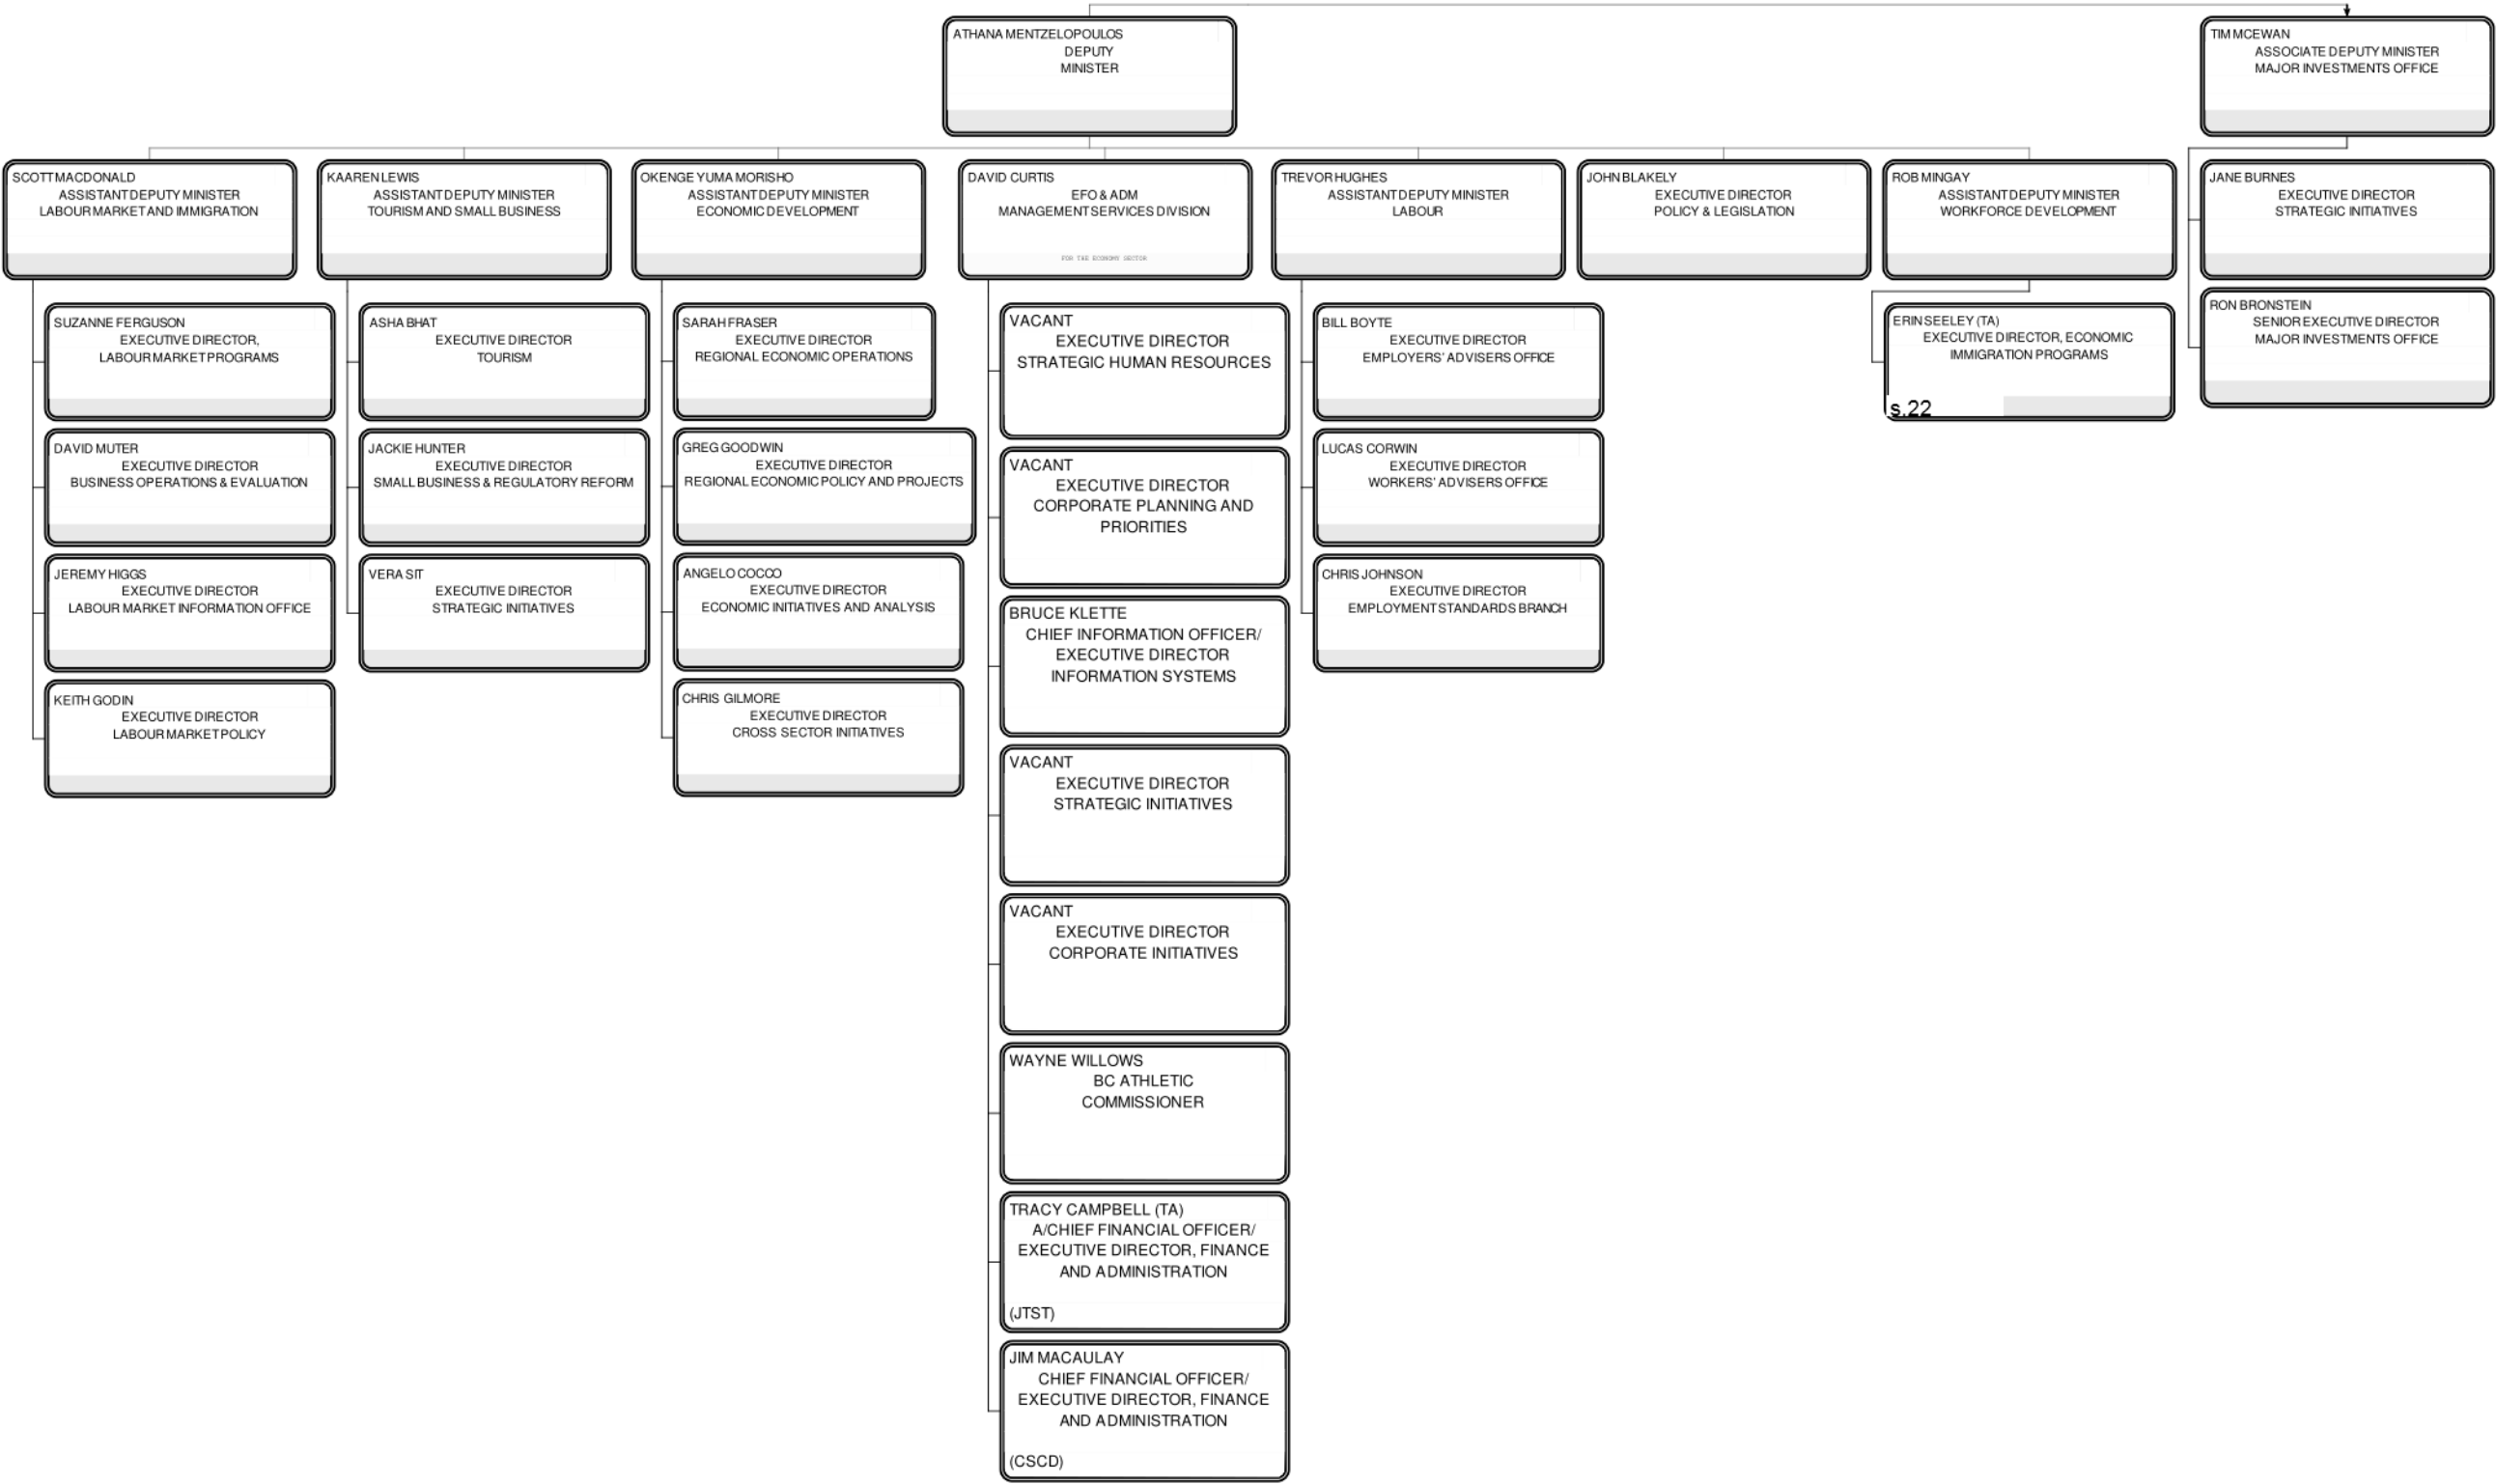 ATHANA MENTZELOPOULOS
DEPUTY
MINISTER
TIM MCEWAN
ASSOCIATE DEPUTY MINISTER
MAJOR INVESTMENTS OFFICE
SCOTT MACDONALD
ASSISTANT DEPUTY MINISTER
LABOUR MARKET AND IMMIGRATION
KAAREN LEWIS
ASSISTANT DEPUTY MINISTER
TOURISM AND SMALL BUSINESS
OKENGE YUMA MORISHO
ASSISTANT DEPUTY MINISTER
ECONOMIC DEVELOPMENT
DAVID CURTIS
EFO & ADM
MANAGEMENT SERVICES DIVISION
FOR THE ECONOMY SECTOR
TREVOR HUGHES
ASSISTANT DEPUTY MINISTER
LABOUR
JOHN BLAKELY
EXECUTIVE DIRECTOR
POLICY & LEGISLATION
ROB MINGAY
ASSISTANT DEPUTY MINISTER
WORKFORCE DEVELOPMENT
JANE BURNES
EXECUTIVE DIRECTOR
STRATEGIC INITIATIVES
SUZANNE FERGUSON
EXECUTIVE DIRECTOR,
LABOUR MARKET PROGRAMS
DAVID MUTER
EXECUTIVE DIRECTOR
BUSINESS OPERATIONS & EVALUATION
JEREMY HIGGS
EXECUTIVE DIRECTOR
LABOUR MARKET INFORMATION OFFICE
KEITH GODIN
EXECUTIVE DIRECTOR
LABOUR MARKET POLICY
ASHA BHAT
EXECUTIVE DIRECTOR
TOURISM
JACKIE HUNTER
EXECUTIVE DIRECTOR
SMALL BUSINESS & REGULATORY REFORM
VERA SIT
EXECUTIVE DIRECTOR
STRATEGIC INITIATIVES
SARAH FRASER
EXECUTIVE DIRECTOR
REGIONAL ECONOMIC OPERATIONS
GREG GOODWIN
EXECUTIVE DIRECTOR
REGIONAL ECONOMIC POLICY AND PROJECTS
ANGELO COCCO
EXECUTIVE DIRECTOR
ECONOMIC INITIATIVES AND ANALYSIS
CHRIS GILMORE
EXECUTIVE DIRECTOR
CROSS SECTOR INITIATIVES
VACANT
EXECUTIVE DIRECTOR
STRATEGIC HUMAN RESOURCES
VACANT
EXECUTIVE DIRECTOR
CORPORATE PLANNING AND
PRIORITIES
BRUCE KLETTE
CHIEF INFORMATION OFFICER/
EXECUTIVE DIRECTOR
INFORMATION SYSTEMS
VACANT
EXECUTIVE DIRECTOR
STRATEGIC INITIATIVES
VACANT
EXECUTIVE DIRECTOR
CORPORATE INITIATIVES
WAYNE WILLOWS
BC ATHLETIC
COMMISSIONER
TRACY CAMPBELL (TA)
A/CHIEF FINANCIAL OFFICER/
EXECUTIVE DIRECTOR, FINANCE
AND ADMINISTRATION
(JTST)
JIM MACAULAY
CHIEF FINANCIAL OFFICER/
EXECUTIVE DIRECTOR, FINANCE
AND ADMINISTRATION
(CSCD)
BILL BOYTE
EXECUTIVE DIRECTOR
EMPLOYERS' ADVISERS OFFICE
LUCAS CORWIN
EXECUTIVE DIRECTOR
WORKERS' ADVISERS OFFICE
CHRIS JOHNSON
EXECUTIVE DIRECTOR
EMPLOYMENT STANDARDS BRANCH
ERIN SEELEY (TA)
EXECUTIVE DIRECTOR, ECONOMIC
IMMIGRATION PROGRAMS
s.22
RON BRONSTEIN
SENIOR EXECUTIVE DIRECTOR
MAJOR INVESTMENTS OFFICE